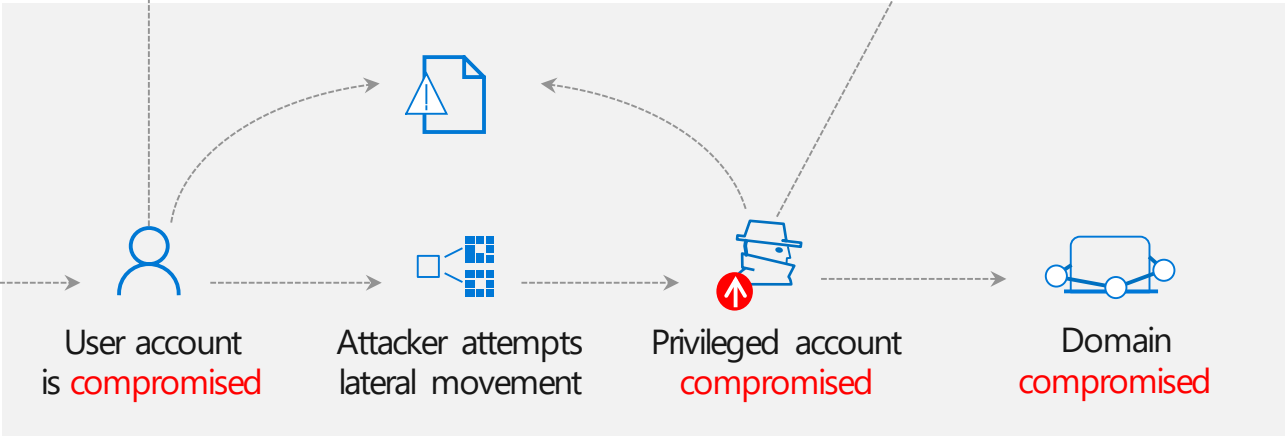 User account
is compromised
Attacker attempts
lateral movement
Privileged account
compromised
Domain
compromised